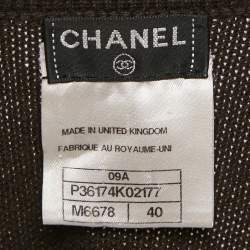 CHANEL
MADE IN UNITED KINGDOM
FABRIQUE AU ROYAUME-UNI
09A
P36174K02177
M6678 40